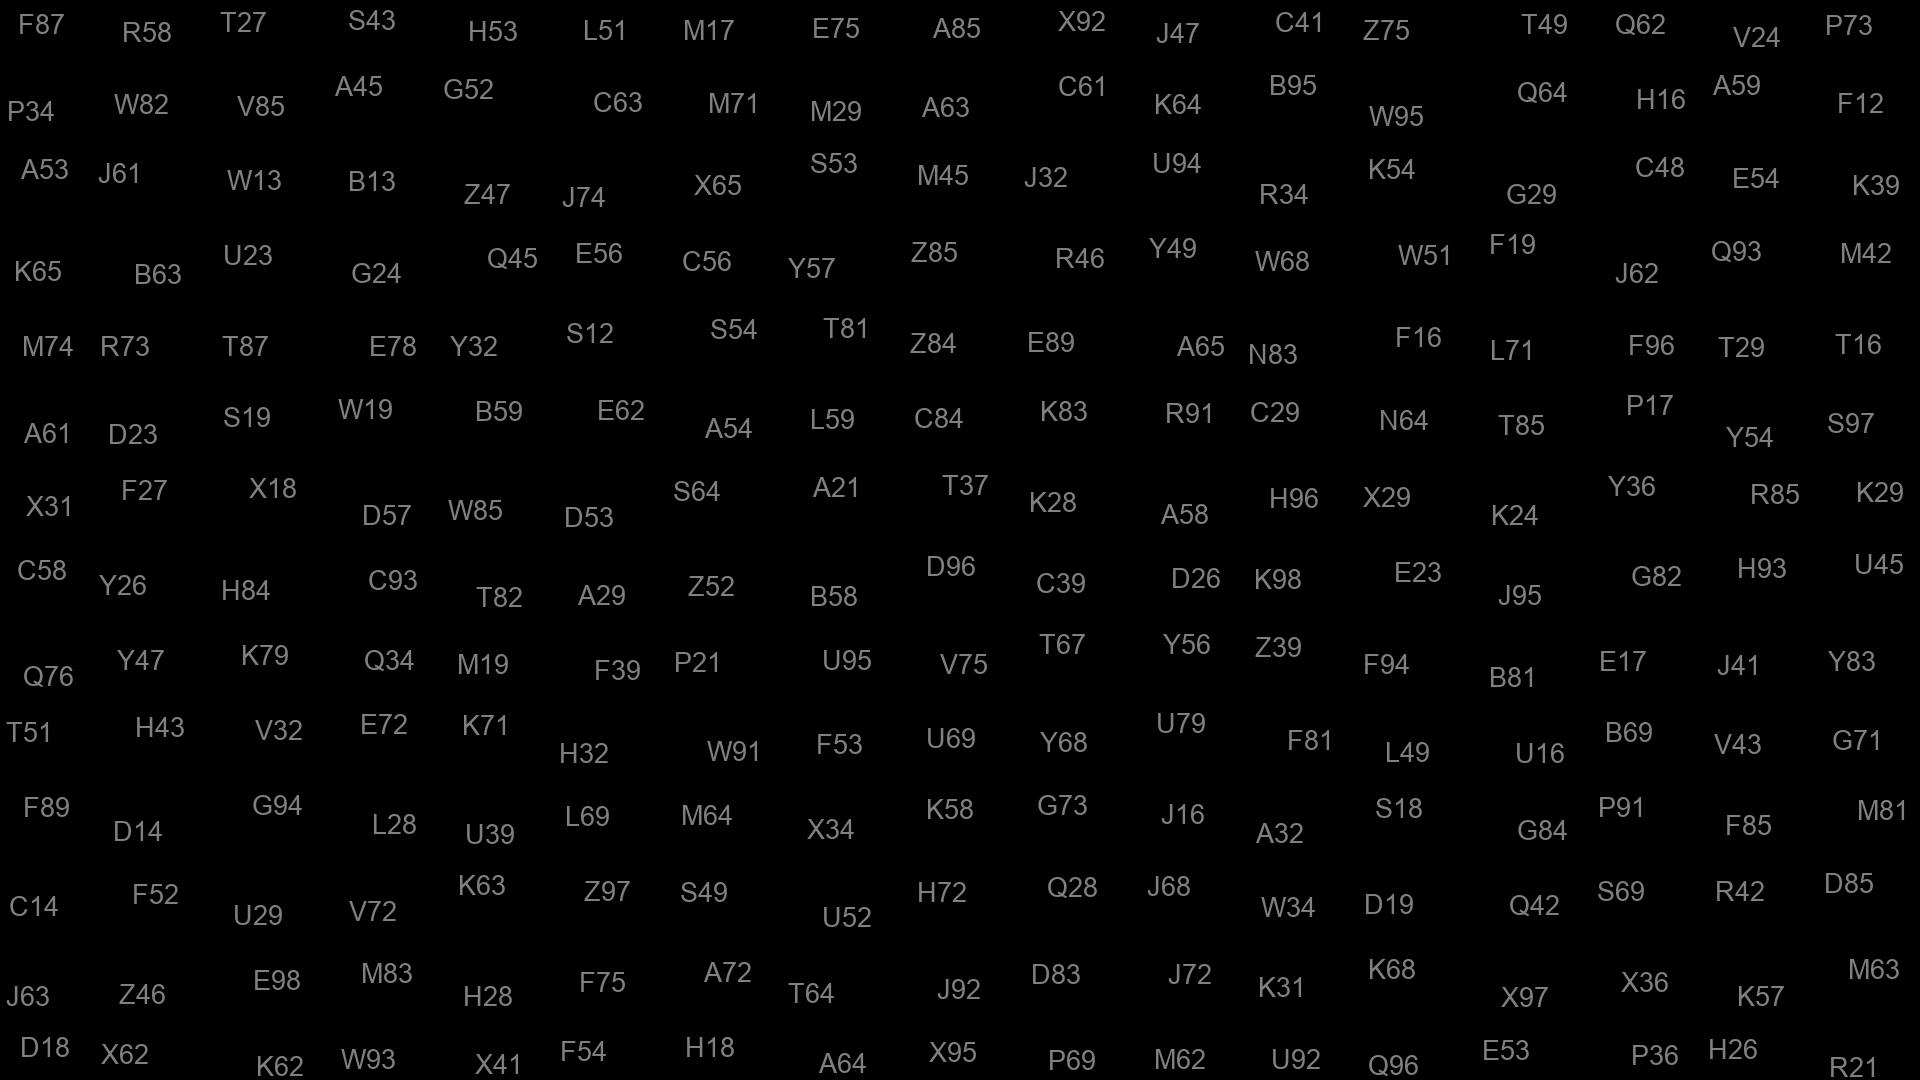 F87 R58 T27 S43 H53 L51 M17 E75 A85 X92 J47 C41 Z75 T49 Q62 V24 P73
P34 W82 V85 A45 G52 C63 M71 M29 A63 C61 K64 B95 W95 Q64 H16 A59 F12
A53 J61 W13 B13 Z47 J74 X65 S53 M45 J32 U94 R34 K54 G29 C48 E54 K39
K65 B63 U23 G24 Q45 E56 C56 Y57 Z85 R46 Y49 W68 W51 F19 J62 Q93 M42
M74 R73 T87 E78 Y32 S12 S54 T81 Z84 E89 A65 N83 F16 L71 F96 T29 T16
A61 D23 S19 W19 B59 E62 A54 L59 C84 K83 R91 C29 N64 T85 P17 Y54 S97
X31 F27 X18 D57 W85 D53 S64 A21 T37 K28 A58 H96 X29 K24 Y36 R85 K29
C58 Y26 H84 C93 T82 A29 Z52 B58 D96 C39 D26 K98 E23 J95 G82 H93 U45
Q76 Y47 K79 Q34 M19 F39 P21 U95 V75 T67 Y56 Z39 F94 B81 E17 J41 Y83
T51 H43 V32 E72 K71 H32 W91 F53 U69 Y68 U79 F81 L49 U16 B69 V43 G71
F89 D14 G94 L28 U39 L69 M64 X34 K58 G73 J16 A32 S18 G84 P91 F85 M81
C14 F52 U29 V72 K63 Z97 S49 U52 H72 Q28 J68 W34 D19 Q42 S69 R42 D85
J63 Z46 E98 M83 H28 F75 A72 T64 J92 D83 J72 K31 K68 X97 X36 K57 M63
D18 X62 K62 W93 X41 F54 H18 A64 X95 P69 M62 U92 Q96 E53 P36 H26 R21